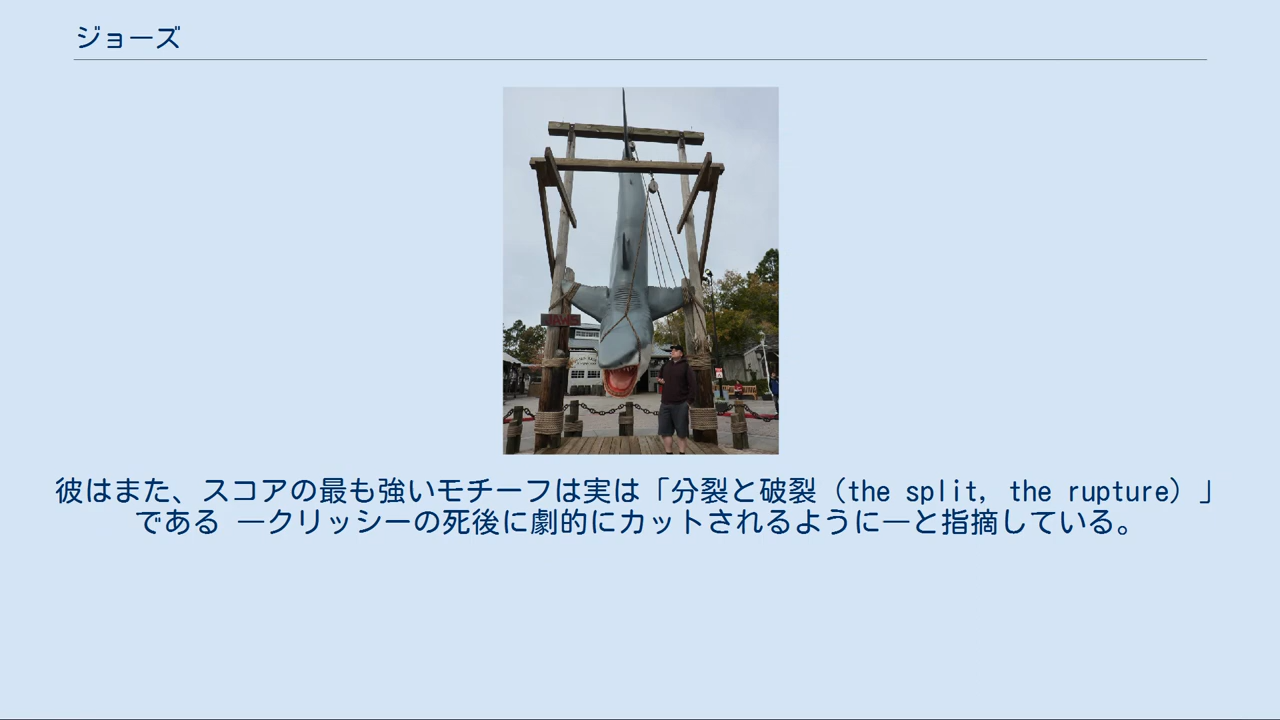 ジョーズ
JAWS
彼はまた、スコアの最も強いモチーフは実は「分裂と破裂（the split, the rupture）」
である ―クリッシーの死後に劇的にカットされるように―と指摘している。